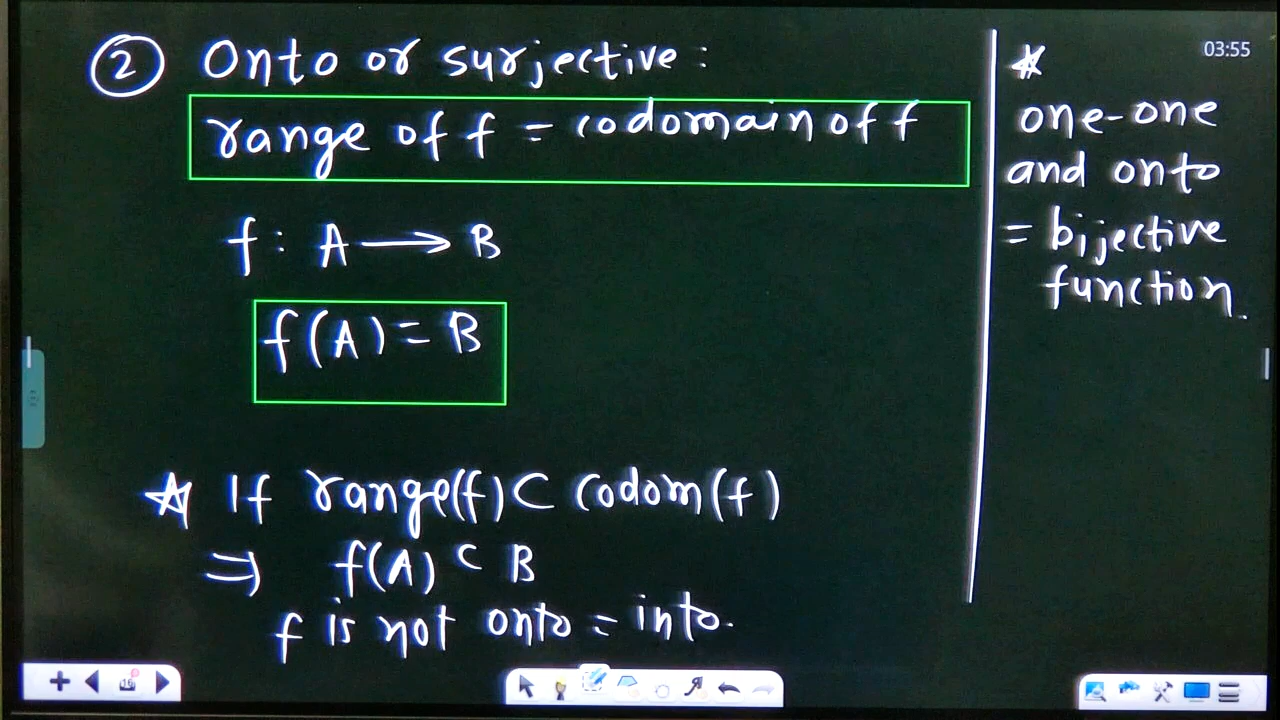 ② Onto or surjective:
range of f = codomain of f
f: A ⟶ B
f(A) = B
☆ If range(f) ⊂ codom(f)
⇒ f(A) ⊂ B
f is not onto = into.
03:55
*
one-one
and onto
= bijective
function.
16